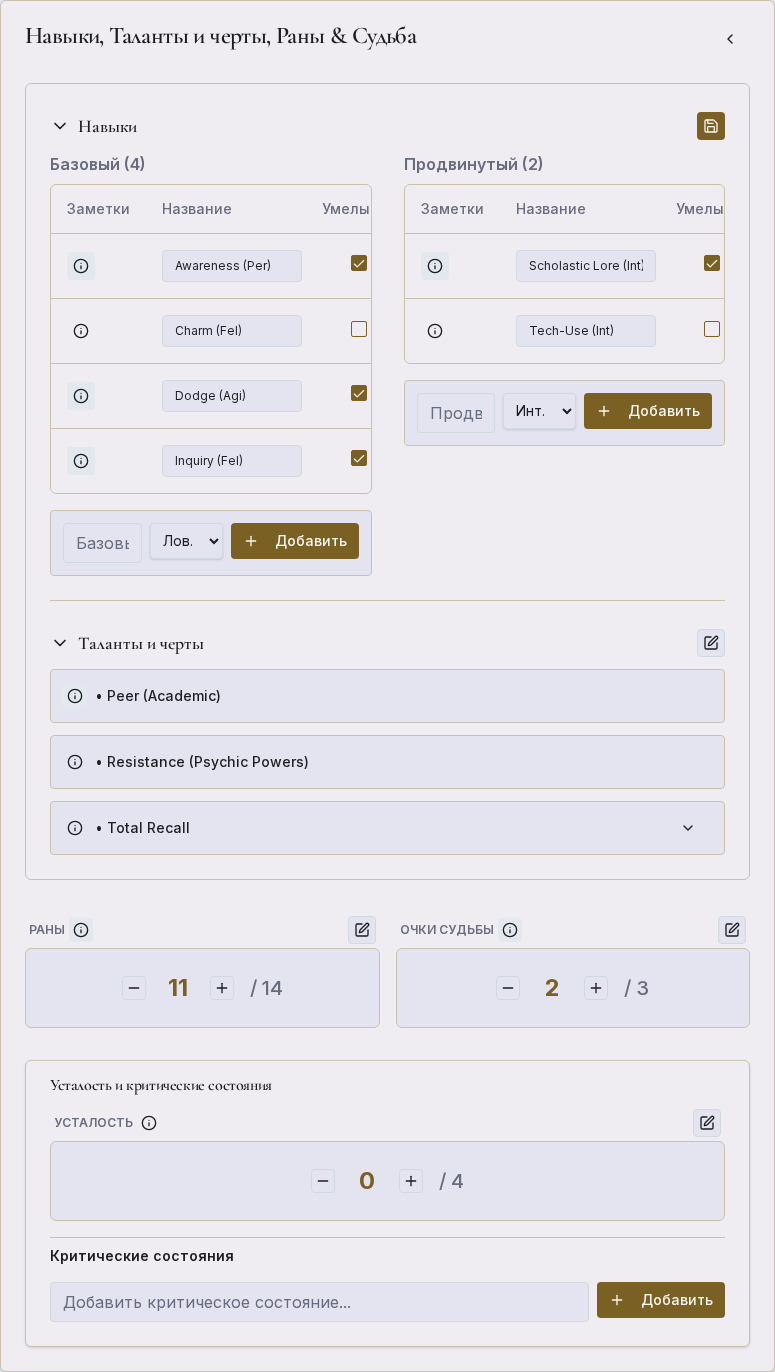 Навыки, Таланты и черты, Раны & Судьба
Навыки
Базовый (4)
Заметки Название Умелы
Awareness (Per)
Charm (Fel)
Dodge (Agi)
Inquiry (Fel)
Базовы Лов. + Добавить
Продвинутый (2)
Заметки Название Умелы
Scholastic Lore (Int)
Tech-Use (Int)
Продв Инт. + Добавить
Таланты и черты
• Peer (Academic)
• Resistance (Psychic Powers)
• Total Recall
РАНЫ
− 11 + / 14
ОЧКИ СУДЬБЫ
− 2 + / 3
Усталость и критические состояния
УСТАЛОСТЬ
− 0 + / 4
Критические состояния
Добавить критическое состояние... + Добавить